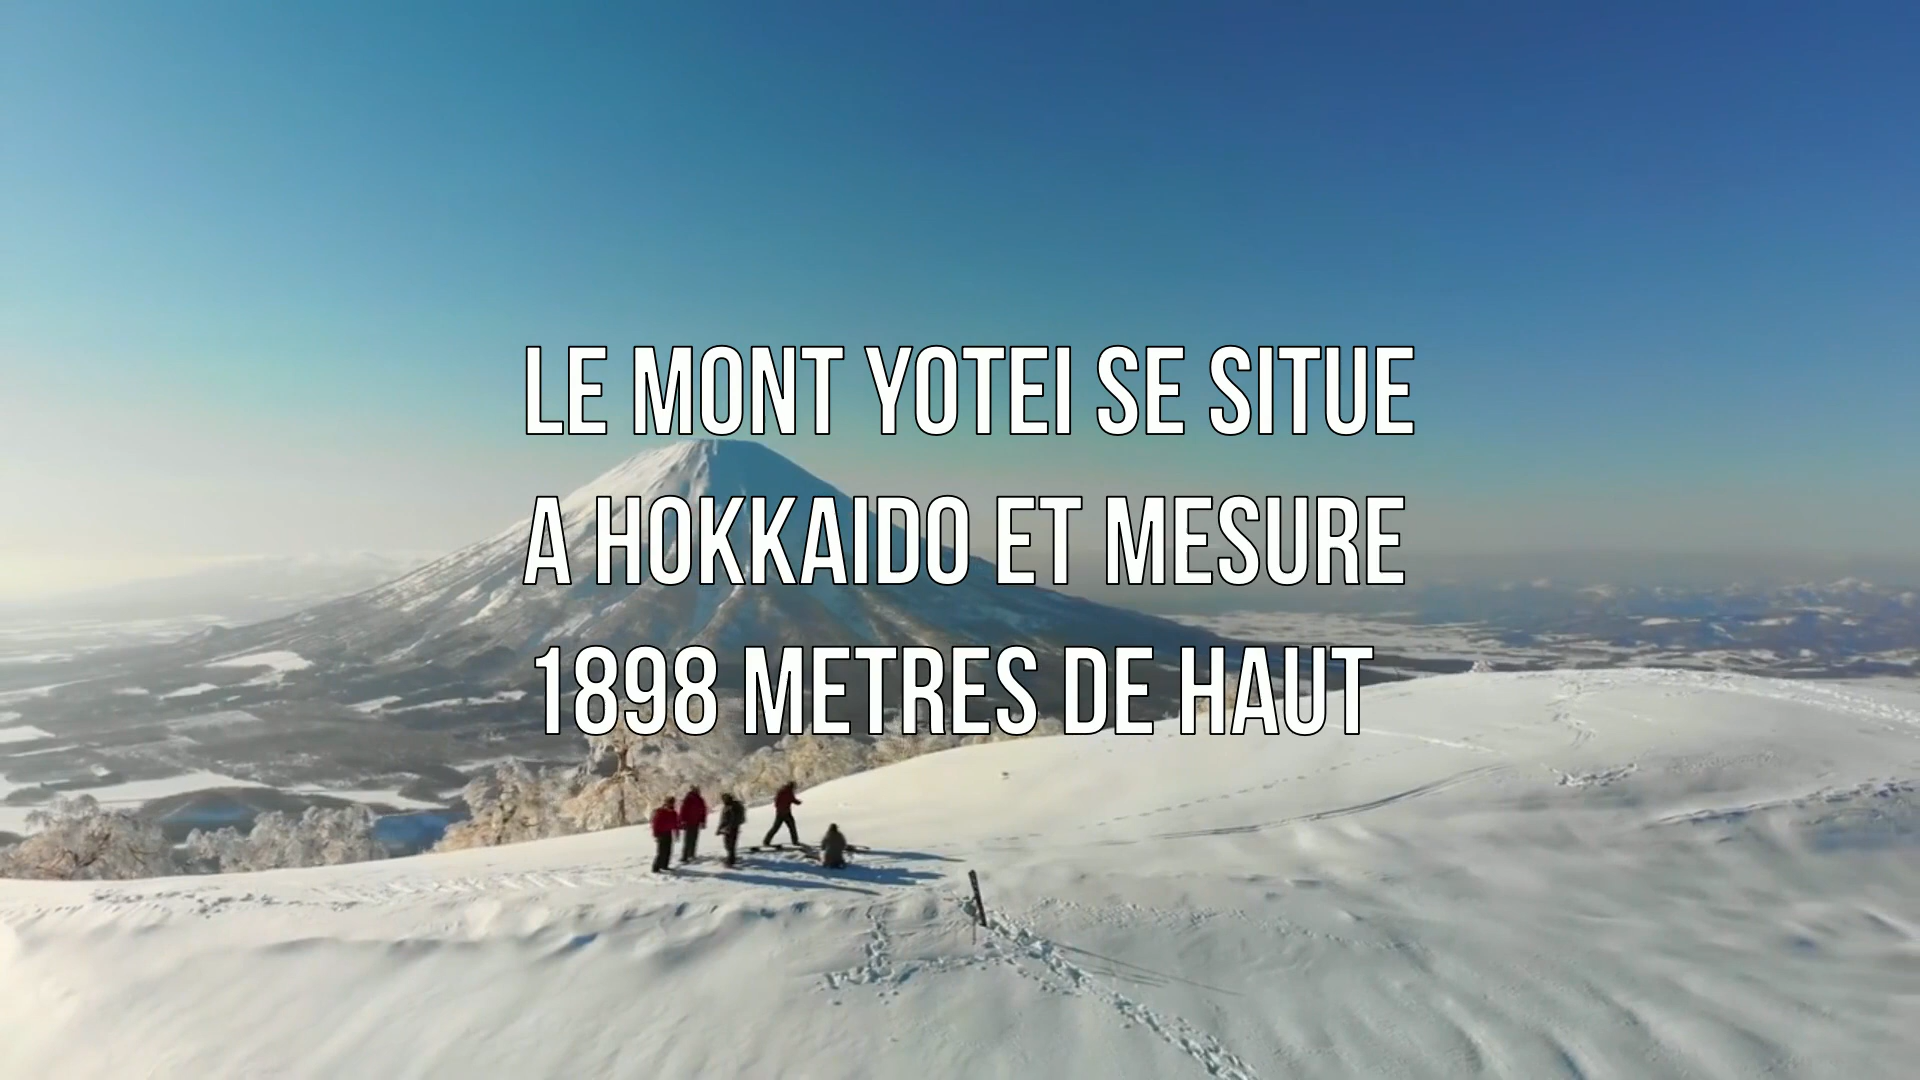 LE MONT YOTEI SE SITUE
A HOKKAIDO ET MESURE
1898 METRES DE HAUT